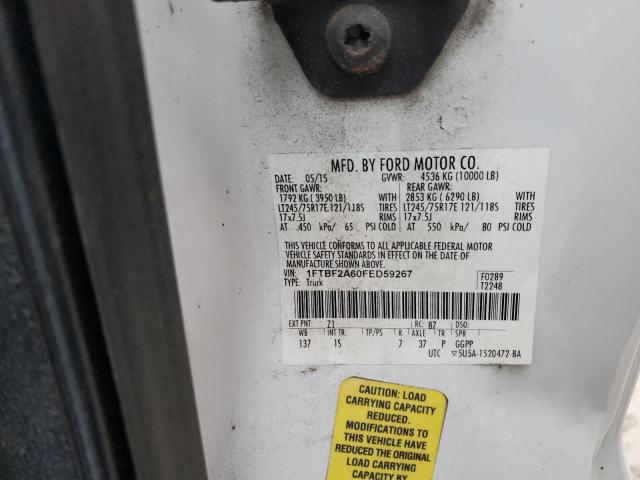 MFD. BY FORD MOTOR CO.
DATE: 05/15 GVWR: 4536 KG (10000 LB)
FRONT GAWR: REAR GAWR:
1792 KG ( 3950 LB) WITH 2853 KG ( 6290 LB) WITH
LT245/75R17E 121/118S TIRES LT245/75R17E 121/118S TIRES
17x7.5J RIMS 17x7.5J RIMS
AT 450 kPa/ 65 PSI COLD AT 550 kPa/ 80 PSI COLD
THIS VEHICLE CONFORMS TO ALL APPLICABLE FEDERAL MOTOR
VEHICLE SAFETY STANDARDS IN EFFECT ON THE DATE OF
MANUFACTURE SHOWN ABOVE.
VIN: 1FTBF2A60FED59267 F0289
TYPE: Truck T2248
EXT PNT: Z1 RC: B7 DSO:
WB INT TR TP/PS R AXLE TR SPR
137 1S 7 37 P GGPP
UTC ▽5U5A-1520472-BA
CAUTION: LOAD
CARRYING CAPACITY
REDUCED.
MODIFICATIONS TO
THIS VEHICLE HAVE
REDUCED THE ORIGINAL
LOAD CARRYING
CAPACITY BY